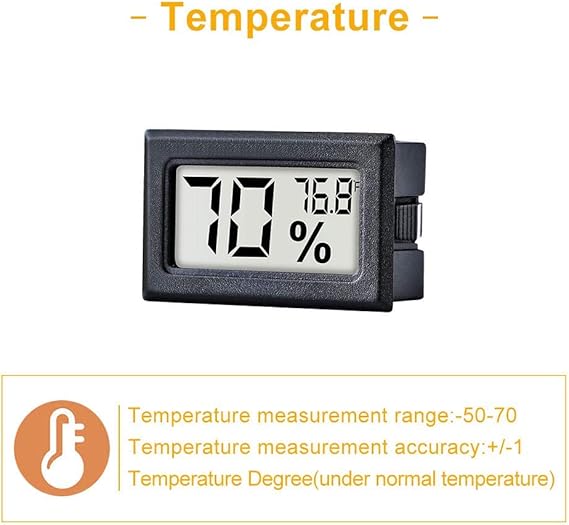 - Temperature -
70 % 76.8 F
Temperature measurement range:-50-70
Temperature measurement accuracy:+/-1
Temperature Degree(under normal temperature)